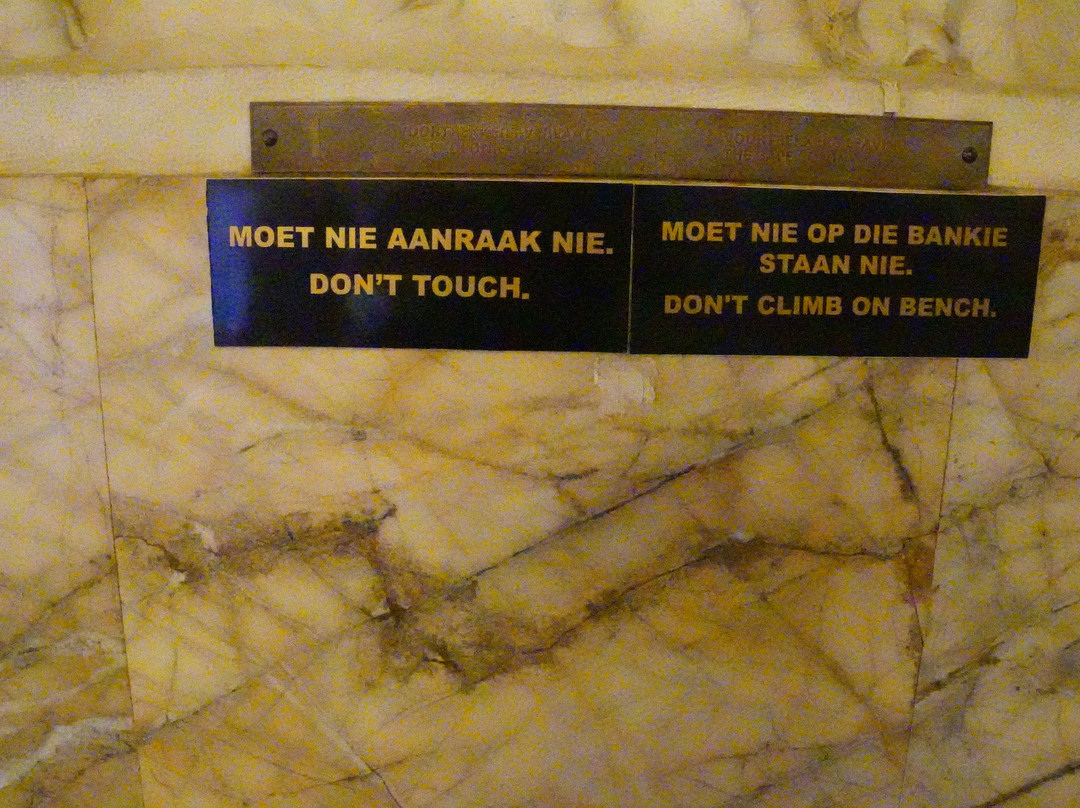 MOET NIE AANRAAK NIE.
DON'T TOUCH.
MOET NIE OP DIE BANKIE
STAAN NIE.
DON'T CLIMB ON BENCH.